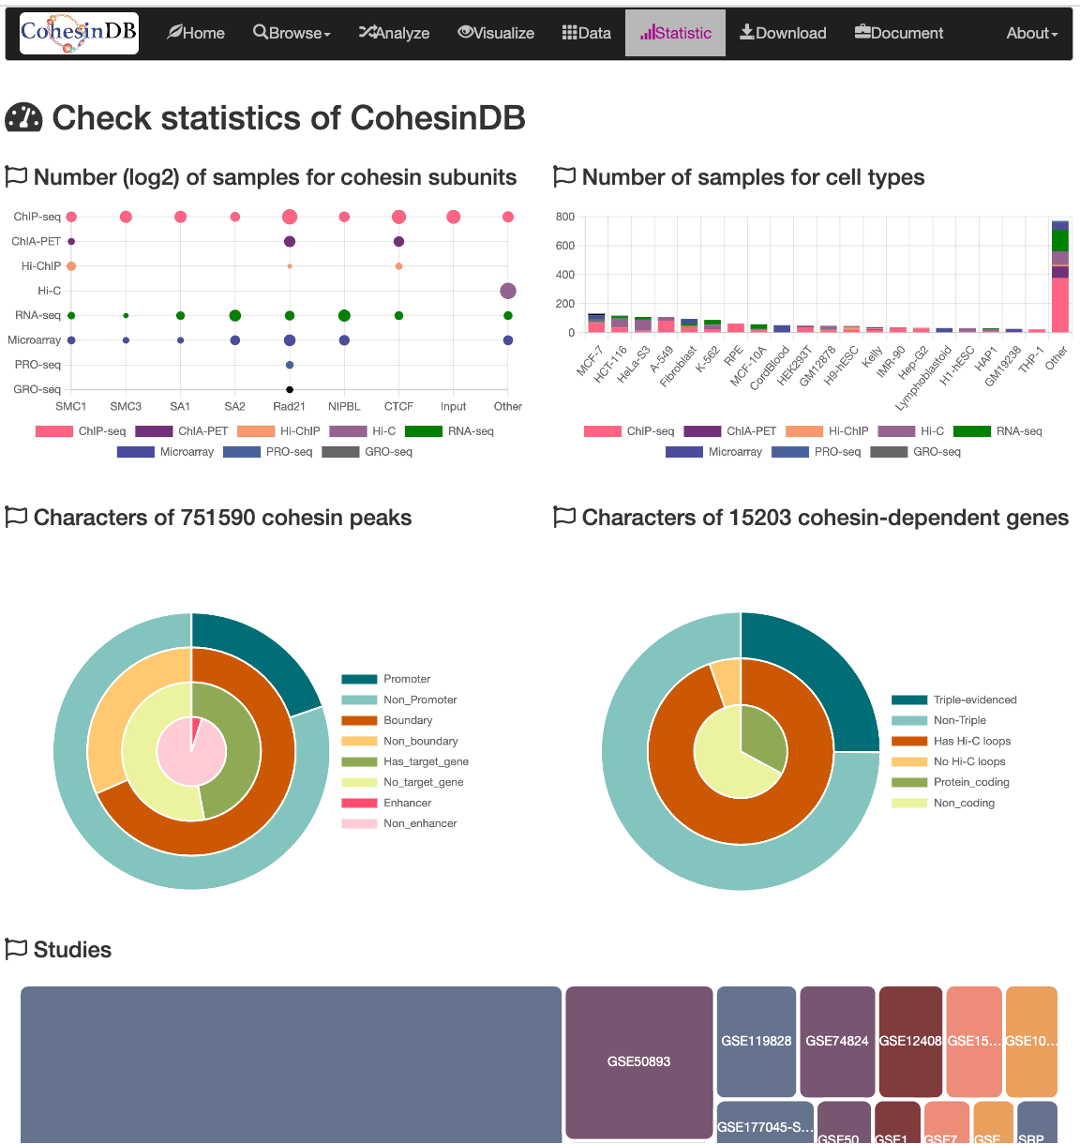 CohesinDB Home Browse Analyze Visualize Data Statistic Download Document About
Check statistics of CohesinDB
Number (log2) of samples for cohesin subunits
ChIP-seq
ChIA-PET
Hi-ChIP
Hi-C
RNA-seq
Microarray
PRO-seq
GRO-seq
SMC1 SMC3 SA1 SA2 Rad21 NIPBL CTCF Input Other
ChIP-seq ChIA-PET Hi-ChIP Hi-C RNA-seq
Microarray PRO-seq GRO-seq
Number of samples for cell types
800
600
400
200
0
MCF-7 HCT-116 HeLa-S3 A-549 Fibroblast K-562 RPE MCF-10A CordBlood HEK293T GM12878 H9-hESC Kelly IMR-90 Hep-G2 Lymphoblastoid H1-hESC HAP1 GM19238 THP-1 Other
ChIP-seq ChIA-PET Hi-ChIP Hi-C RNA-seq
Microarray PRO-seq GRO-seq
Characters of 751590 cohesin peaks
Promoter
Non_Promoter
Boundary
Non_boundary
Has_target_gene
No_target_gene
Enhancer
Non_enhancer
Characters of 15203 cohesin-dependent genes
Triple-evidenced
Non-Triple
Has Hi-C loops
No Hi-C loops
Protein_coding
Non_coding
Studies
GSE50893
GSE119828 GSE74824 GSE12408 GSE15... GSE10...
GSE177045-S... GSE50 GSE1 GSE7 GSE SRP